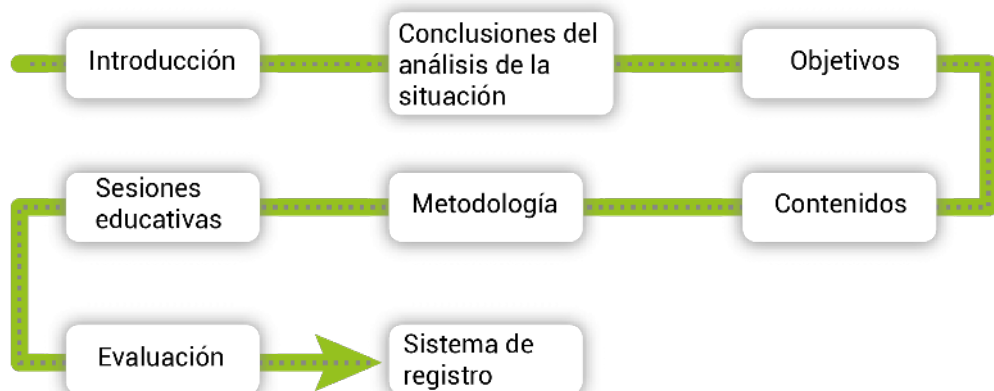 Introducción
Conclusiones del
análisis de la
situación
Objetivos
Contenidos
Metodología
Sesiones
educativas
Evaluación
Sistema de
registro